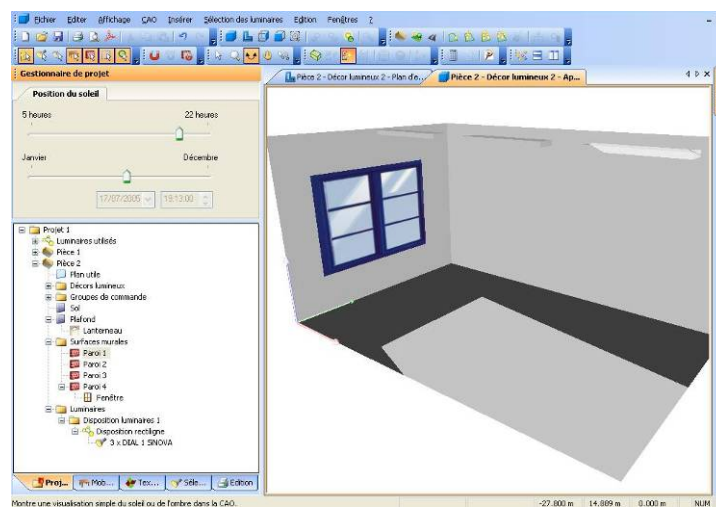 Fichier Editer Affichage CAO Insérer Sélection des luminaires Edition Fenêtres ?
Gestionnaire de projet
Pièce 2 - Décor lumineux 2 - Plan d'e...
Pièce 2 - Décor lumineux 2 - Ap...
Position du soleil
5 heures 22 heures
Janvier Décembre
17/07/2005 19:13:00
Projet 1
Luminaires utilisés
Pièce 1
Pièce 2
Plan utile
Décors lumineux
Groupes de commande
Sol
Plafond
Lanterneau
Surfaces murales
Paroi 1
Paroi 2
Paroi 3
Paroi 4
Fenêtre
Luminaires
Disposition luminaires 1
Disposition rectiligne
3 x DIAL 1 SINOVA
Proj... Mob... Tex... Séle... Edition
Montre une visualisation simple du soleil ou de l'ombre dans la CAO. -27.800 m 14.889 m 0.000 m NUM